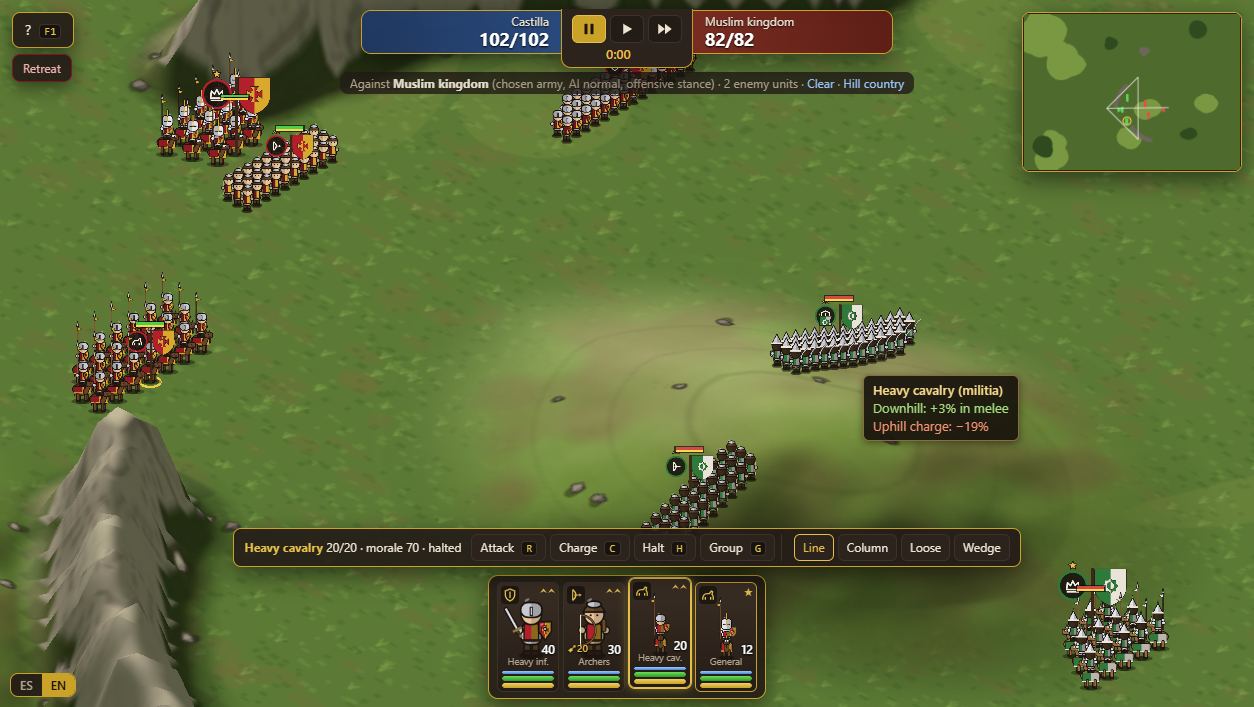 ? F1
Retreat
Castilla
102/102
0:00
Muslim kingdom
82/82
Against Muslim kingdom (chosen army, AI normal, offensive stance) · 2 enemy units · Clear · Hill country
Heavy cavalry (militia)
Downhill: +3% in melee
Uphill charge: −19%
Heavy cavalry 20/20 · morale 70 · halted
Attack R
Charge C
Halt H
Group G
Line
Column
Loose
Wedge
40
Heavy inf.
20
30
Archers
20
Heavy cav.
12
General
ES EN